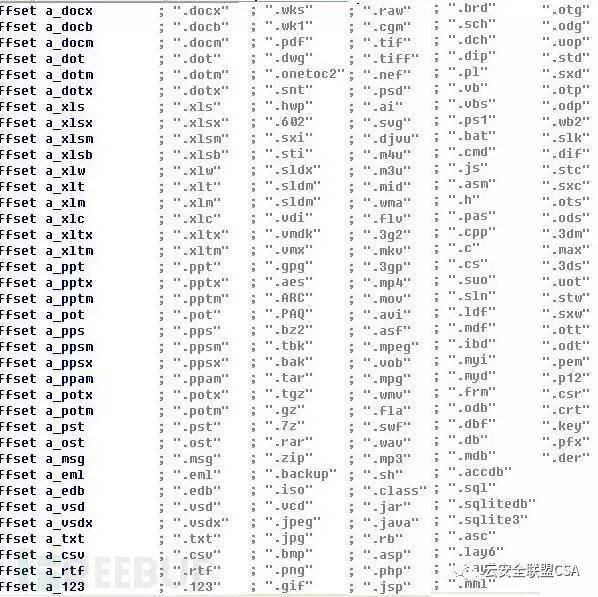 Ffset a_docx ; ".docx" ; ".wks" ; ".raw" ; ".brd" ".otg"
Ffset a_docb ; ".docb" ; ".wk1" ; ".cgm" ; ".sch" ".odg"
Ffset a_docm ; ".docm" ; ".pdf" ; ".tif" ; ".dch" ".uop"
Ffset a_dot ; ".dot" ; ".dwg" ; ".tiff" ; ".dip" ".std"
Ffset a_dotm ; ".dotm" ; ".onetoc2" ; ".nef" ; ".pl" ".sxd"
Ffset a_dotx ; ".dotx" ; ".snt" ; ".psd" ; ".vb" ".otp"
Ffset a_xls ; ".xls" ; ".hwp" ; ".ai" ; ".vbs" ".odp"
Ffset a_xlsx ; ".xlsx" ; ".602" ; ".svg" ; ".ps1" ".wb2"
Ffset a_xlsm ; ".xlsm" ; ".sxi" ; ".djvu" ; ".bat" ".slk"
Ffset a_xlsb ; ".xlsb" ; ".sti" ; ".m4u" ; ".cmd" ".dif"
Ffset a_xlw ; ".xlw" ; ".sldx" ; ".m3u" ; ".js" ".stc"
Ffset a_xlt ; ".xlt" ; ".sldm" ; ".mid" ; ".asm" ".sxc"
Ffset a_xlm ; ".xlm" ; ".sldm" ; ".wma" ; ".h" ".ots"
Ffset a_xlc ; ".xlc" ; ".vdi" ; ".flv" ; ".pas" ".ods"
Ffset a_xltx ; ".xltx" ; ".vmdk" ; ".3g2" ; ".cpp" ".3dm"
Ffset a_xltm ; ".xltm" ; ".vmx" ; ".mkv" ; ".c" ".max"
Ffset a_ppt ; ".ppt" ; ".gpg" ; ".3gp" ; ".cs" ".3ds"
Ffset a_pptx ; ".pptx" ; ".aes" ; ".mp4" ; ".suo" ".uot"
Ffset a_pptm ; ".pptm" ; ".ARC" ; ".mov" ; ".sln" ".stw"
Ffset a_pot ; ".pot" ; ".PAQ" ; ".avi" ; ".ldf" ".sxw"
Ffset a_pps ; ".pps" ; ".bz2" ; ".asf" ; ".mdf" ".ott"
Ffset a_ppsm ; ".ppsm" ; ".tbk" ; ".mpeg" ; ".ibd" ".odt"
Ffset a_ppsx ; ".ppsx" ; ".bak" ; ".vob" ; ".myi" ".pem"
Ffset a_ppam ; ".ppam" ; ".tar" ; ".mpg" ; ".myd" ".p12"
Ffset a_potx ; ".potx" ; ".tgz" ; ".wmv" ; ".frm" ".csr"
Ffset a_potm ; ".potm" ; ".gz" ; ".fla" ; ".odb" ".crt"
Ffset a_pst ; ".pst" ; ".7z" ; ".swf" ; ".dbf" ".key"
Ffset a_ost ; ".ost" ; ".rar" ; ".wav" ; ".db" ".pfx"
Ffset a_msg ; ".msg" ; ".zip" ; ".mp3" ; ".mdb" ".der"
Ffset a_eml ; ".eml" ; ".backup" ; ".sh" ; ".accdb"
Ffset a_edb ; ".edb" ; ".iso" ; ".class" ; ".sql"
Ffset a_vsd ; ".vsd" ; ".vcd" ; ".jar" ; ".sqlitedb"
Ffset a_vsdx ; ".vsdx" ; ".jpeg" ; ".java" ; ".sqlite3"
Ffset a_txt ; ".txt" ; ".jpg" ; ".rb" ; ".asc"
Ffset a_csv ; ".csv" ; ".bmp" ; ".asp" ; ".lay6"
Ffset a_rtf ; ".rtf" ; ".png" ; ".php" ;
Ffset a_123 ; ".123" ; ".gif" ; ".jsp" ; ".mml"
云安全联盟CSA